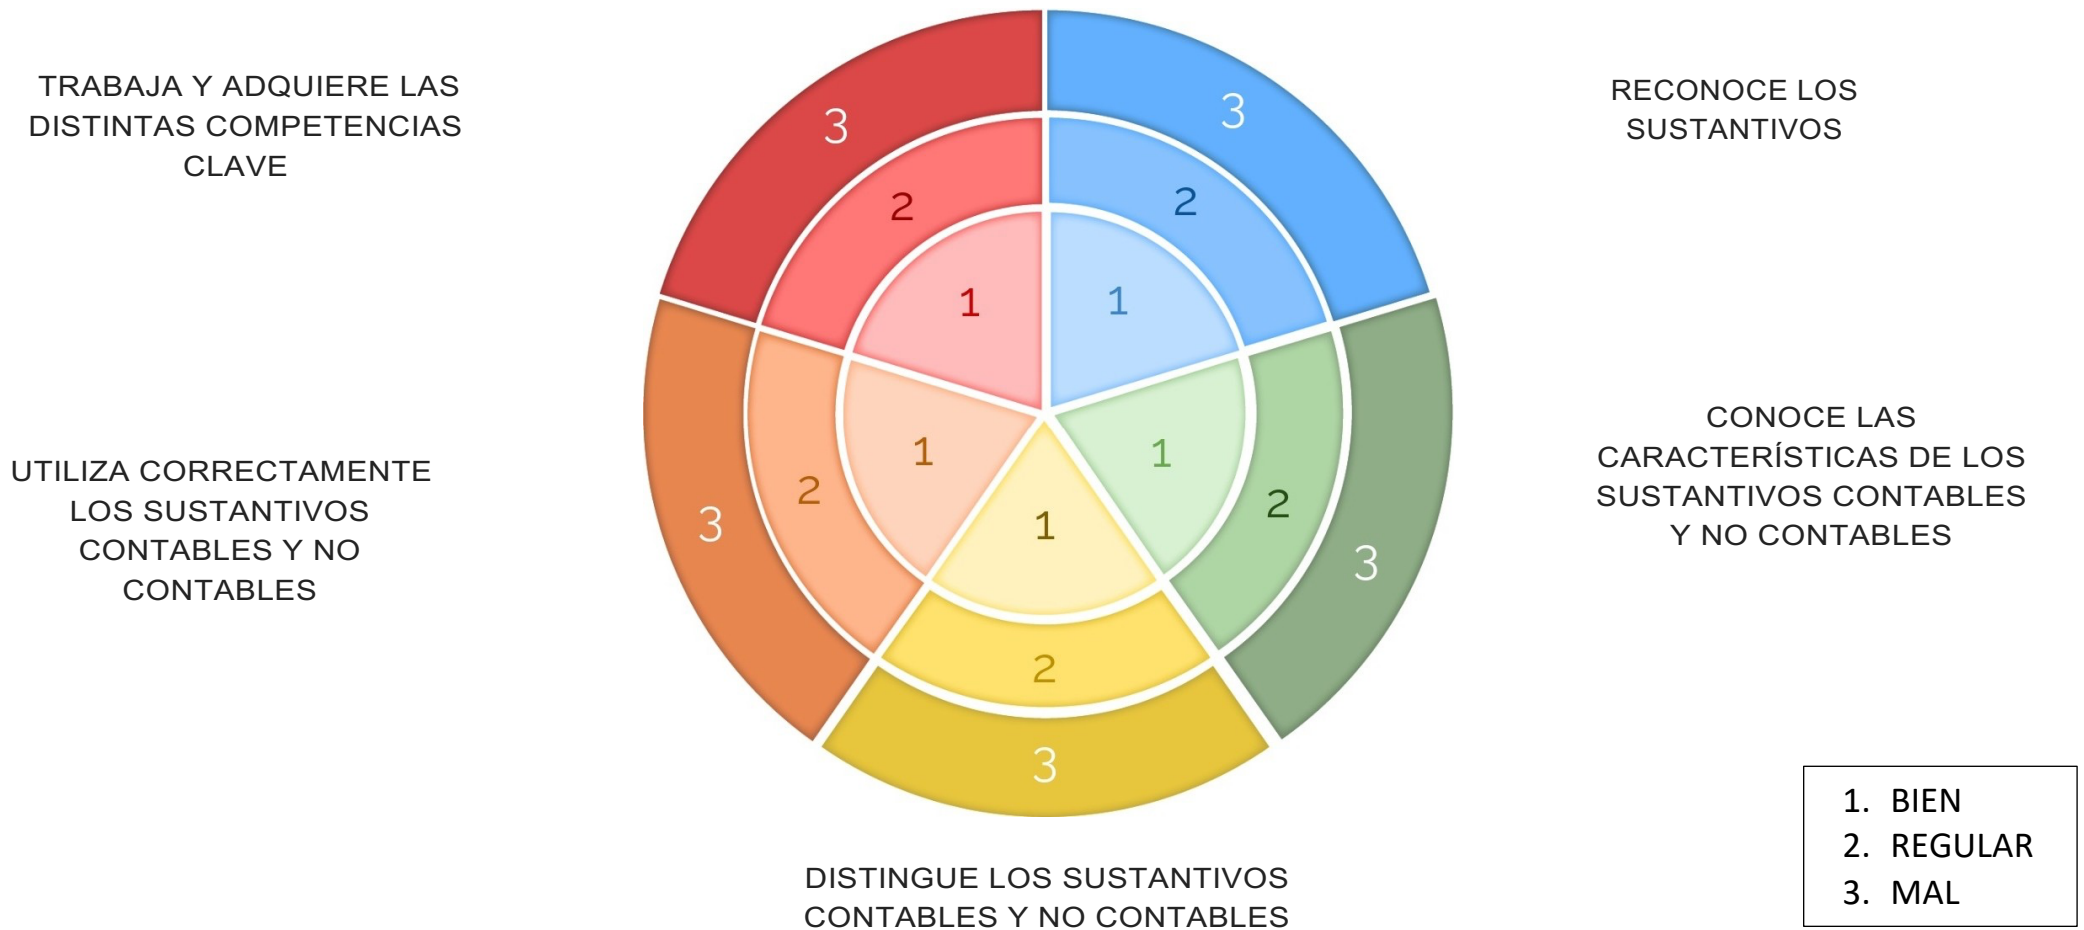 TRABAJA Y ADQUIERE LAS
DISTINTAS COMPETENCIAS
CLAVE
RECONOCE LOS
SUSTANTIVOS
3
3
2
2
1
1
UTILIZA CORRECTAMENTE
LOS SUSTANTIVOS
CONTABLES Y NO
CONTABLES
1
2
3
1
2
3
1
2
3
CONOCE LAS
CARACTERÍSTICAS DE LOS
SUSTANTIVOS CONTABLES
Y NO CONTABLES
DISTINGUE LOS SUSTANTIVOS
CONTABLES Y NO CONTABLES
1. BIEN
2. REGULAR
3. MAL